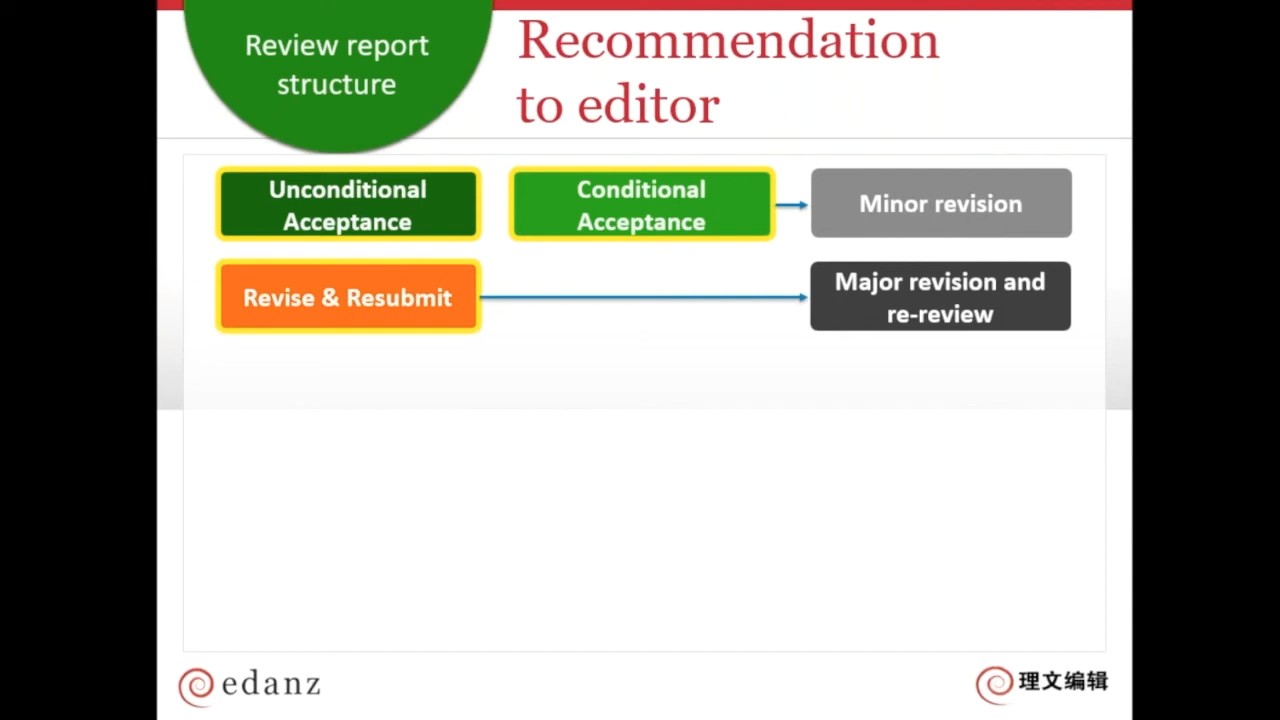 Review report
structure
Recommendation
to editor
Unconditional
Acceptance
Conditional
Acceptance
Minor revision
Revise & Resubmit
Major revision and
re-review
edanz
理文编辑